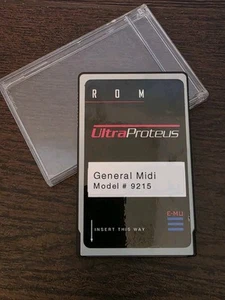 ROM
UltraProteus
General Midi
Model # 9215
E-MU
INSERT THIS WAY